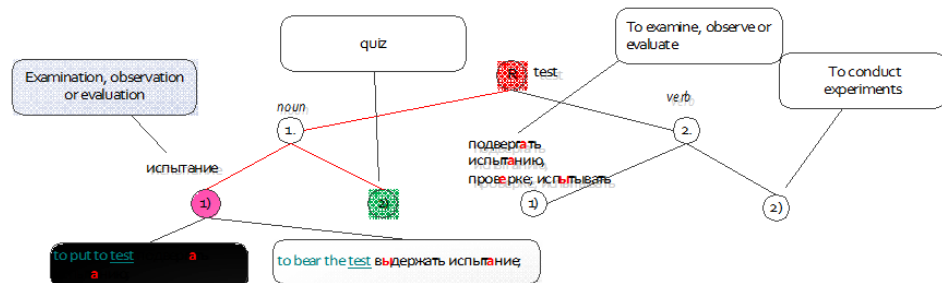 quiz
To examine, observe or
evaluate
Examination, observation
or evaluation
R
test
To conduct
experiments
noun
verb
1.
2.
подвергать
испытанию,
проверке; испытывать
испытание
1)
2)
1)
2)
to put to test а
а
to bear the test выдержать испытание;